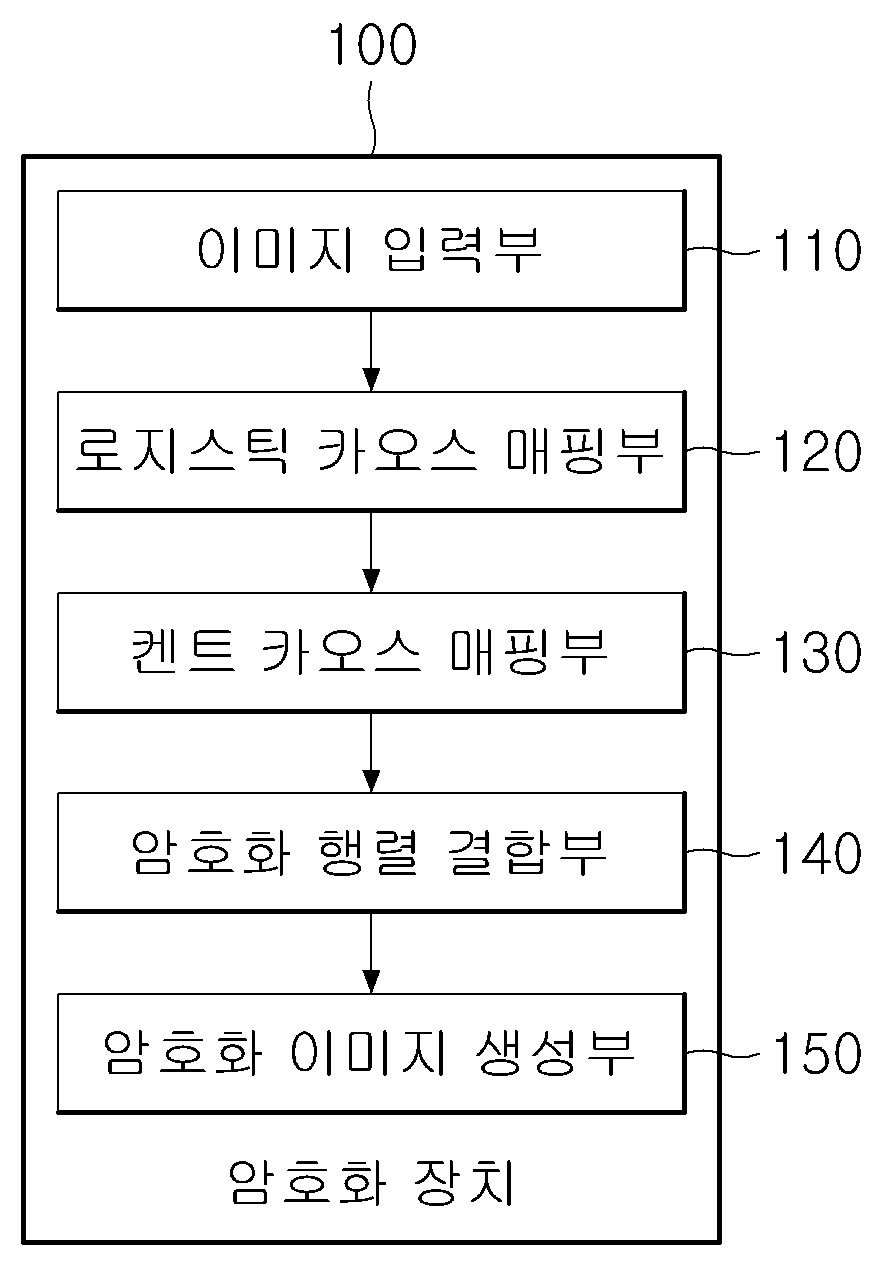 100
이미지 입력부
110
로지스틱 카오스 매핑부
120
켄트 카오스 매핑부
130
암호화 행렬 결합부
140
암호화 이미지 생성부
150
암호화 장치